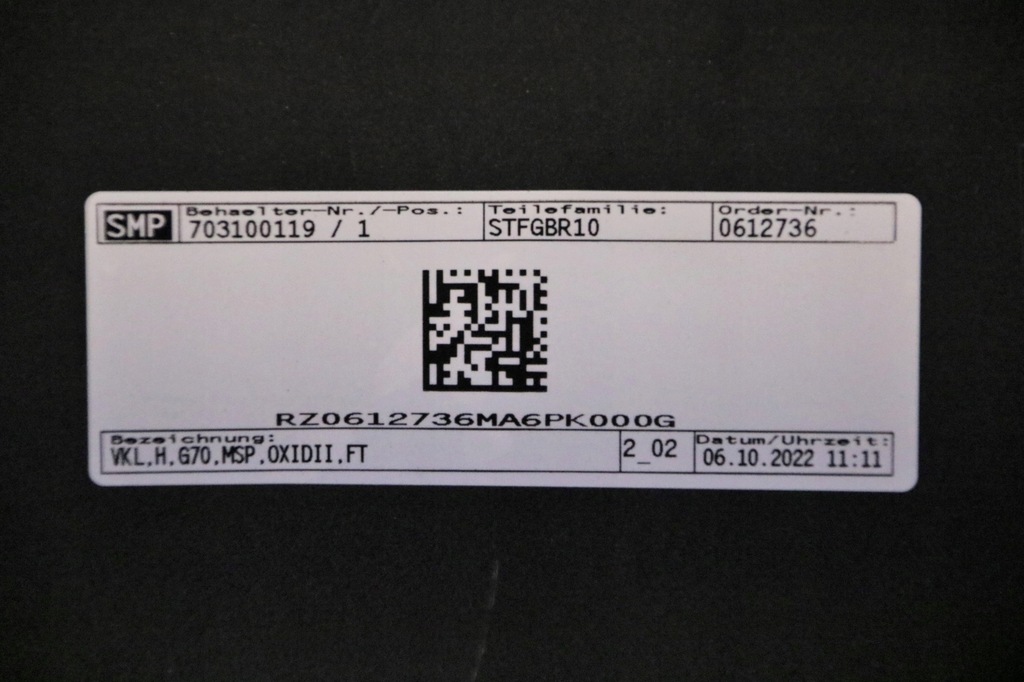 SMP Behaelter-Nr./-Pos.: Teilefamilie: Order-Nr.:
703100119 / 1 STFGBR10 0612736
RZ0612736MA6PK000G
Bezeichnung: 2_02 Datum/Uhrzeit:
VKL,H,G70,MSP,OXIDII,FT 06.10.2022 11:11